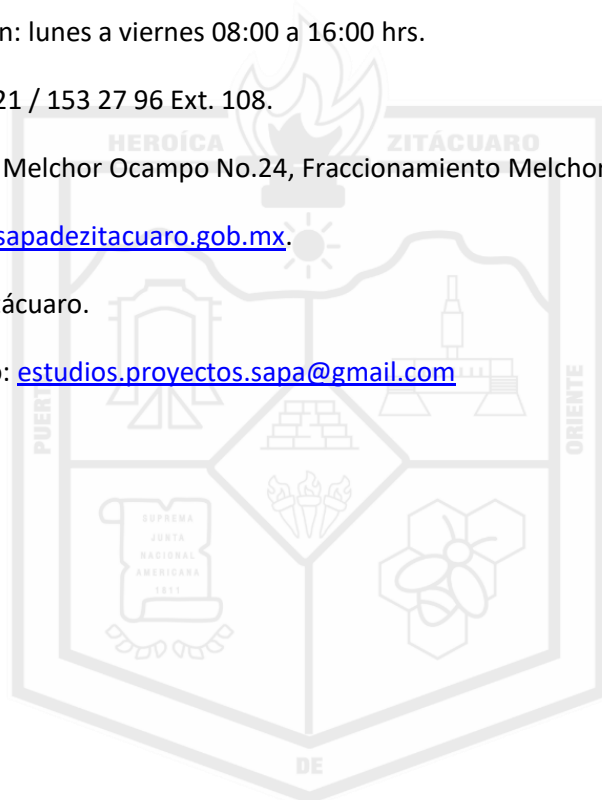 n: lunes a viernes 08:00 a 16:00 hrs.
21 / 153 27 96 Ext. 108.
HEROÍCA ZITÁCUARO
Melchor Ocampo No.24, Fraccionamiento Melchor
sapadezitacuaro.gob.mx.
ácuaro.
: estudios.proyectos.sapa@gmail.com
PUERT
ORIENTE
SUPREMA
JUNTA
NACIONAL
AMERICANA
1811
DE